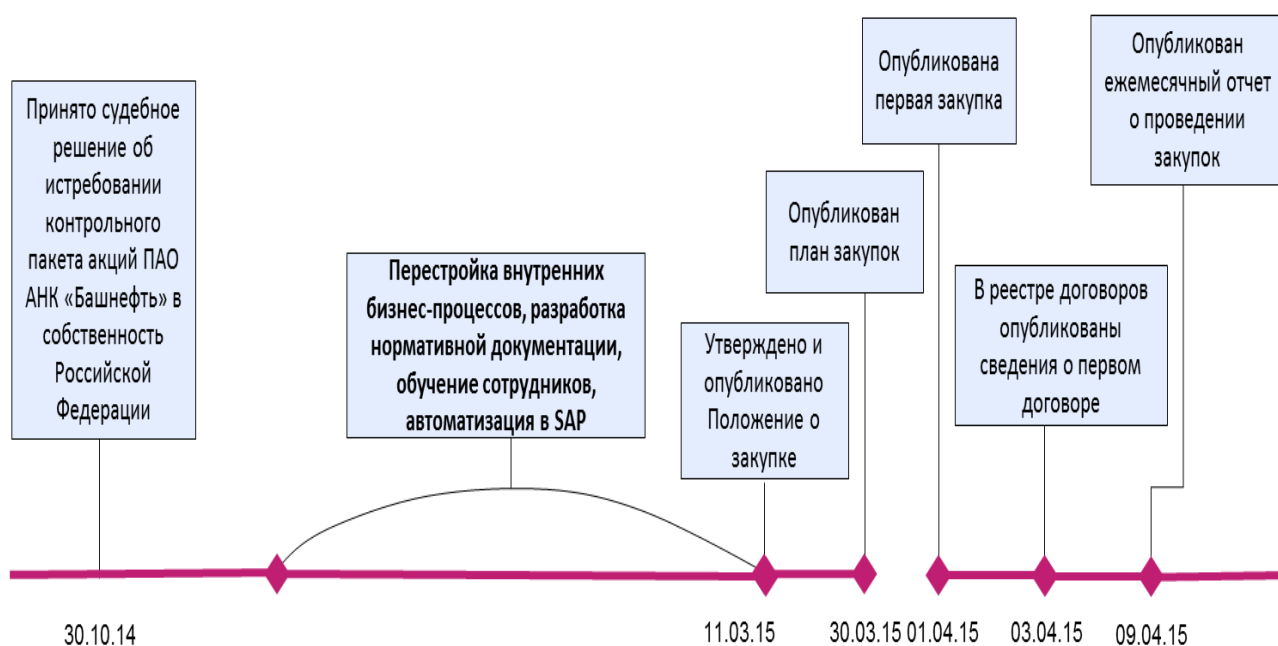 Принято судебное
решение об
истребовании
контрольного
пакета акций ПАО
АНК «Башнефть» в
собственность
Российской
Федерации
Перестройка внутренних
бизнес-процессов, разработка
нормативной документации,
обучение сотрудников,
автоматизация в SAP
Утверждено и
опубликовано
Положение о
закупке
Опубликован
план закупок
Опубликована
первая закупка
В реестре договоров
опубликованы
сведения о первом
договоре
Опубликован
ежемесячный отчет
о проведении
закупок
30.10.14
11.03.15
30.03.15
01.04.15
03.04.15
09.04.15